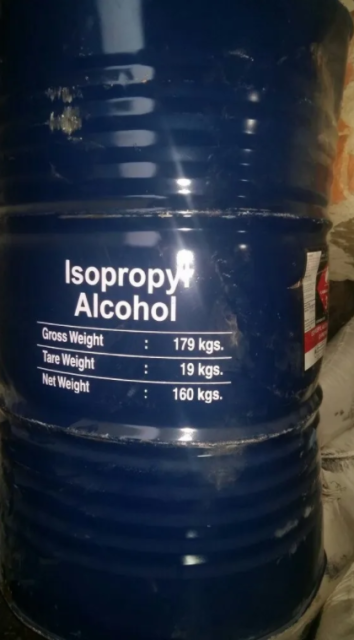 Isopropyl
Alcohol
Gross Weight : 179 kgs.
Tare Weight : 19 kgs.
Net Weight : 160 kgs.